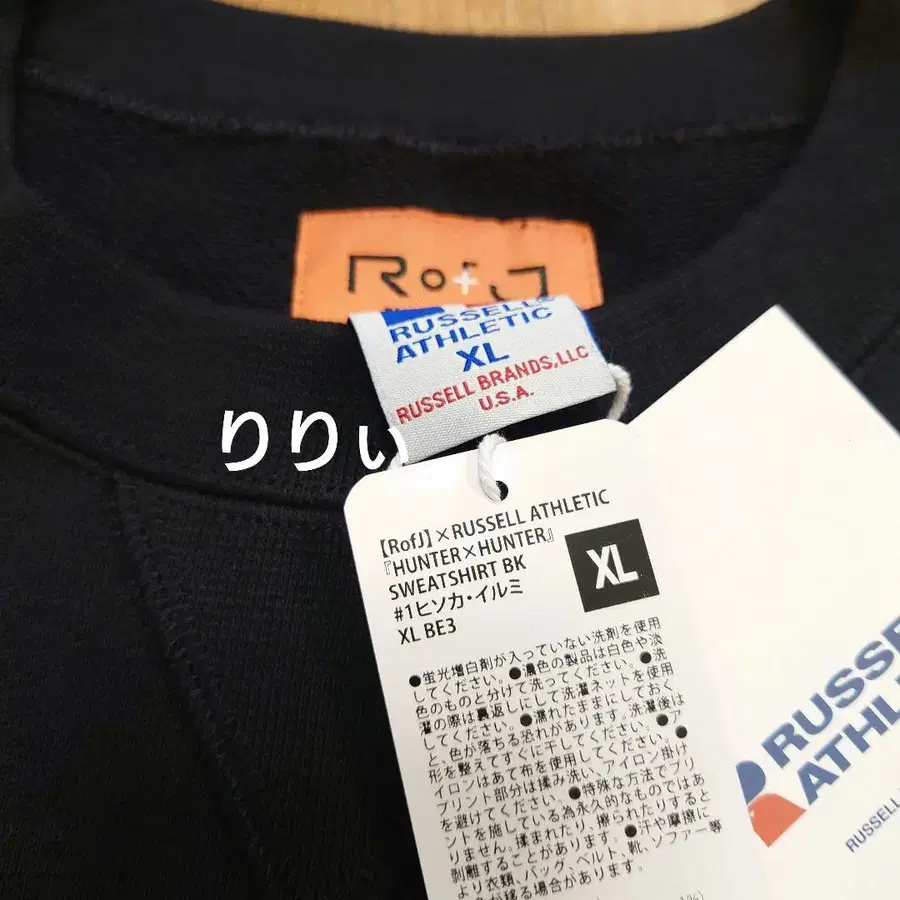 RofJ
RUSSELL
ATHLETIC
XL
RUSSELL BRANDS,LLC
U.S.A.
りりぃ
【RofJ】×RUSSELL ATHLETIC
『HUNTER×HUNTER』
SWEATSHIRT BK
#1ヒソカ・イルミ
XL BE3
XL
●蛍光増白剤が入っていない洗剤を使用
してください。●濃色の製品は白色や淡
色のものと分けて洗ってください。●洗
濯の際は裏返しにして洗濯ネットを使用
してください。●濡れたままにしておく
と、色が落ちる恐れがあります。洗濯後は
形を整えてすぐに干してください。●ア
イロンはあて布を使用してください。●
プリント部分は揉み洗い、アイロン掛け
を避けてください。●特殊な方法でプリ
ントを施している為永久的なものではあ
りません。揉まれたり、擦られたりすると
剥離することがあります。●汗や摩擦に
より衣類、バッグ、ベルト、靴、ソファー等
に色が移る場合があります。
RUSSE
ATHL
RUSSELL